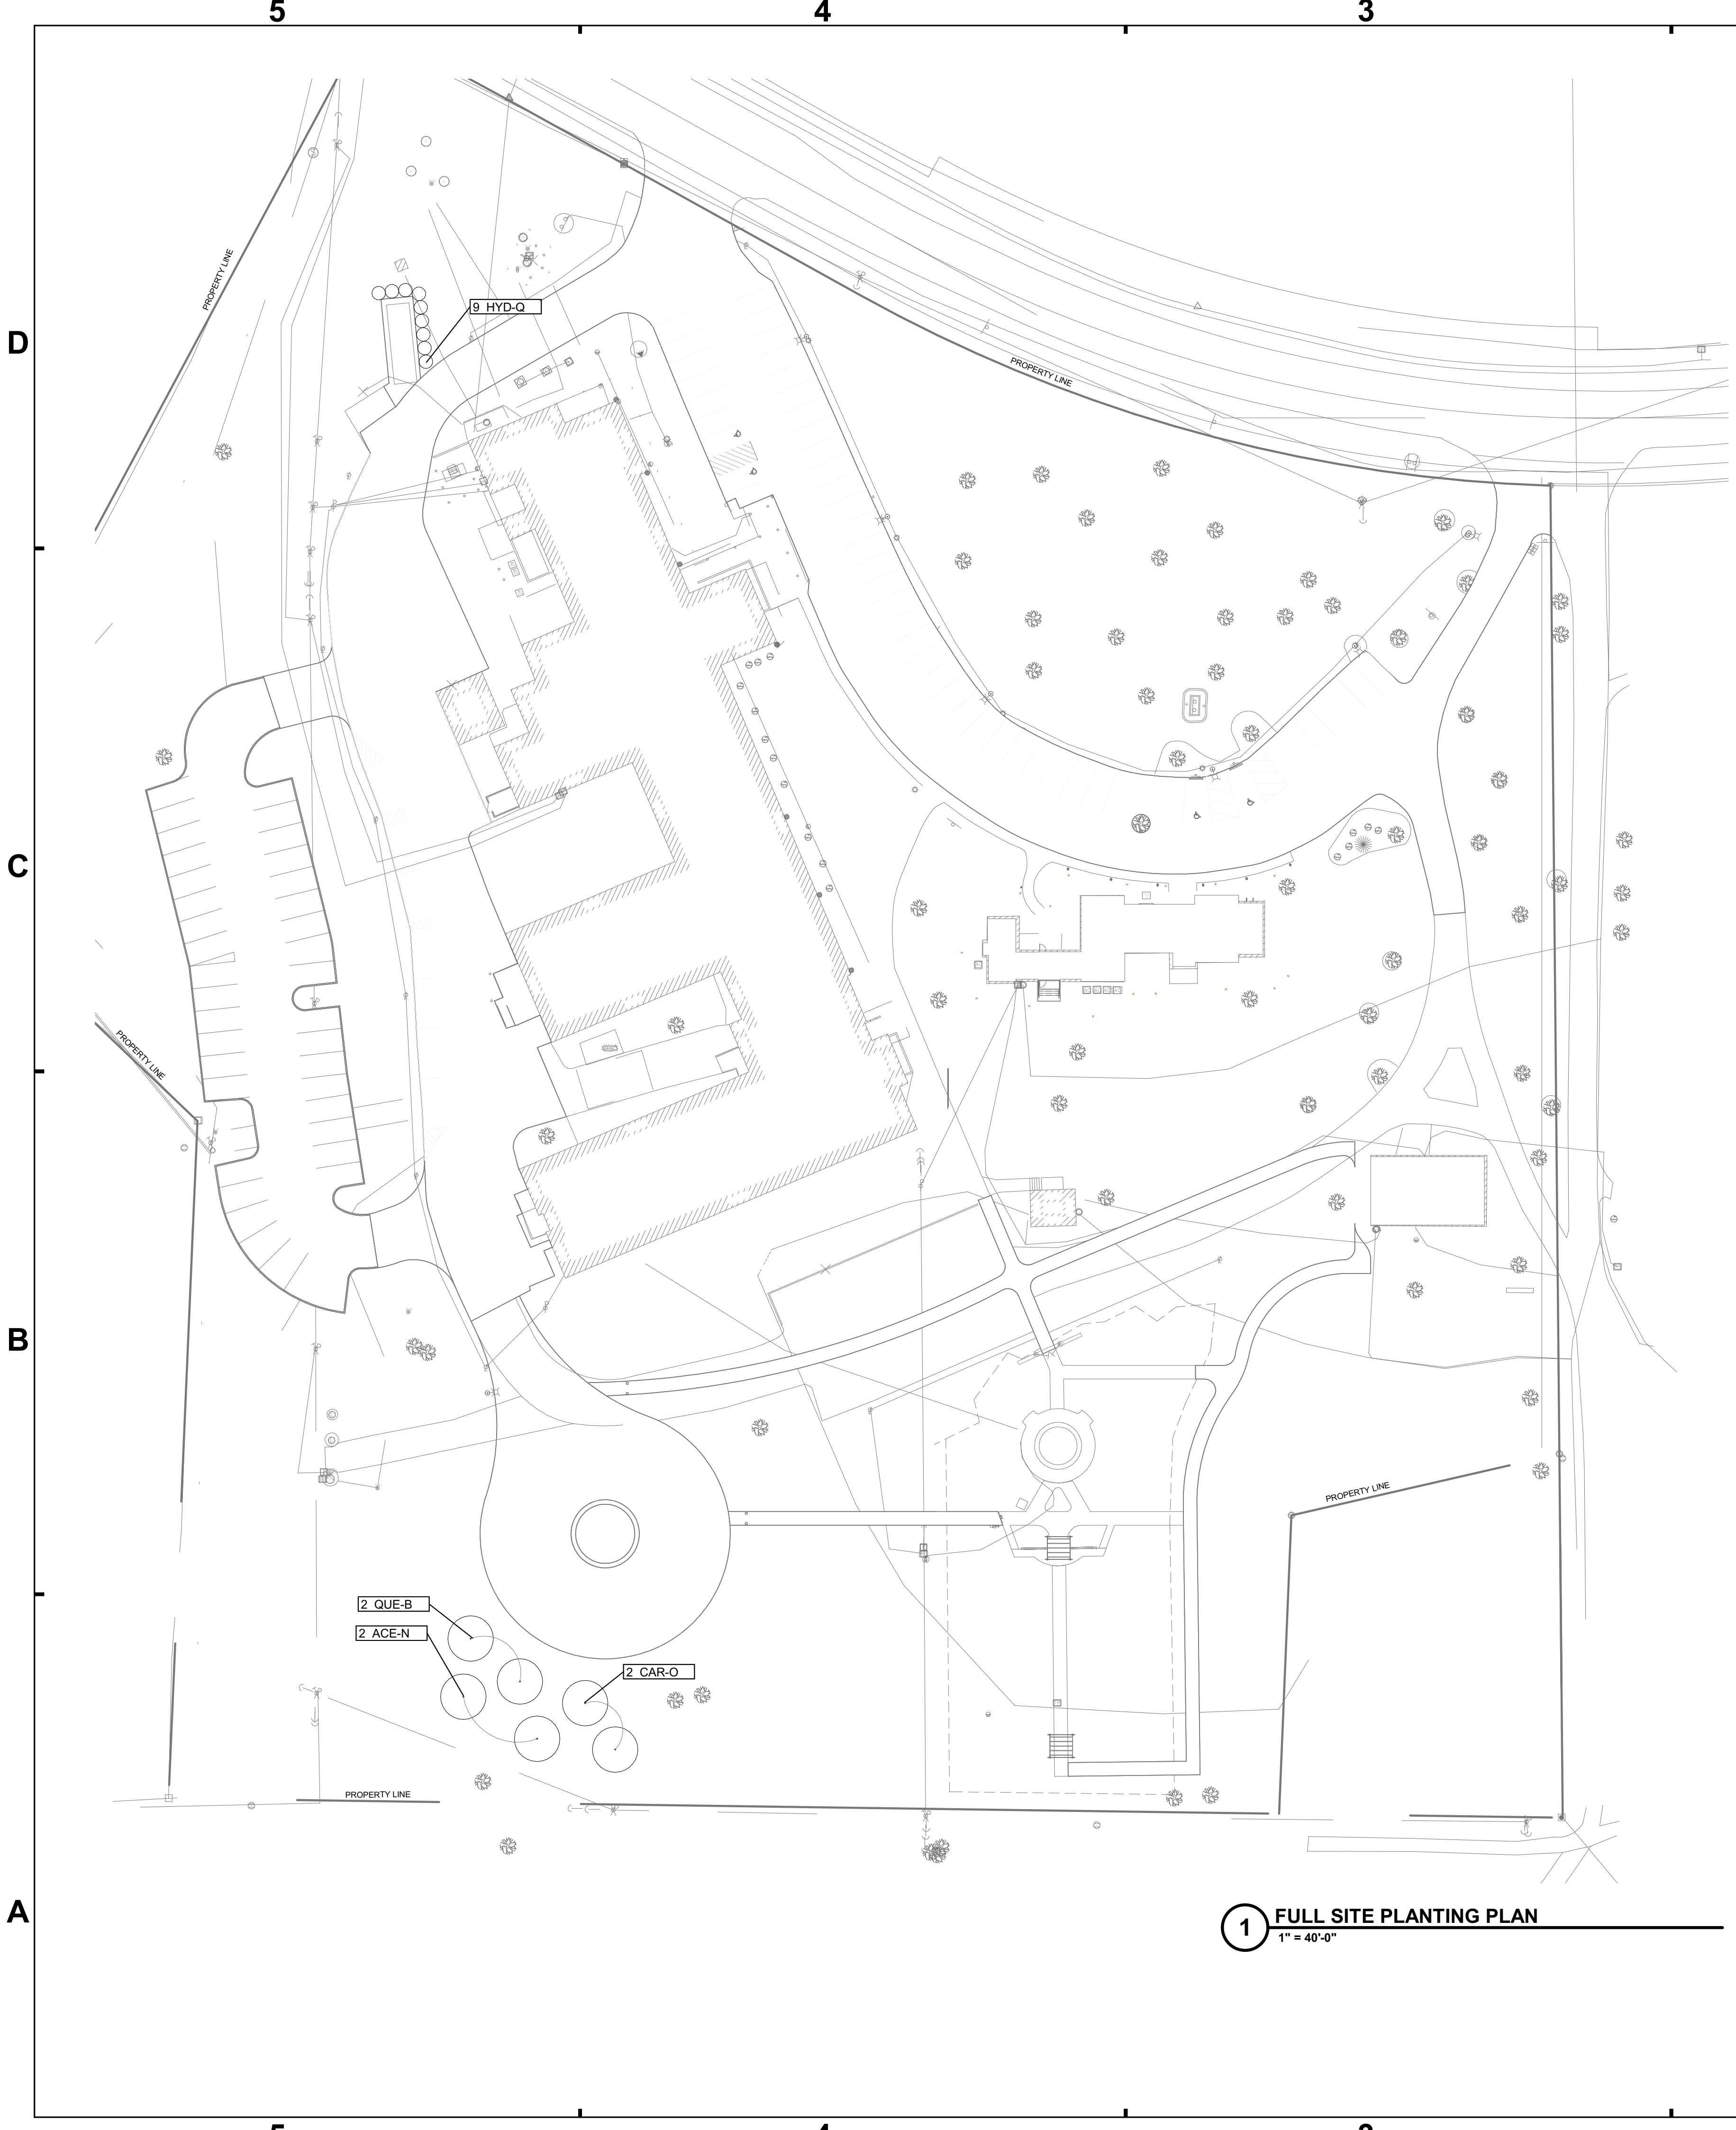 5 4 3
PROPERTY LINE
9 HYD-Q
D
PROPERTY LINE
C
PROPERTY LINE
B
PROPERTY LINE
2 QUE-B
2 ACE-N
2 CAR-O
PROPERTY LINE
A
1 FULL SITE PLANTING PLAN
1" = 40'-0"
5 4 3